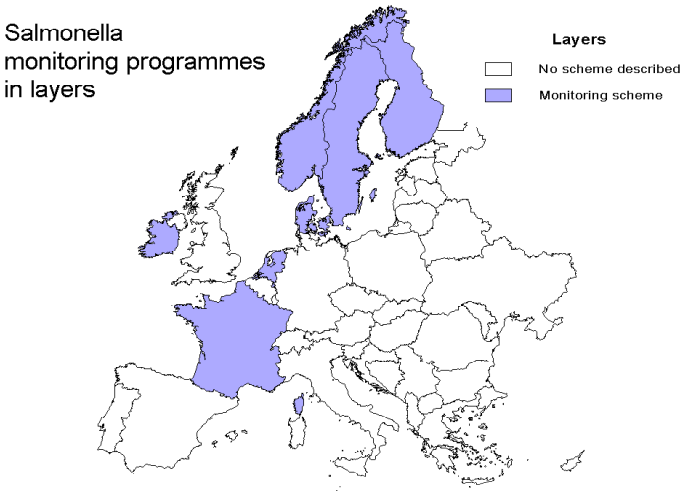 Salmonella
monitoring programmes
in layers
Layers
No scheme described
Monitoring scheme